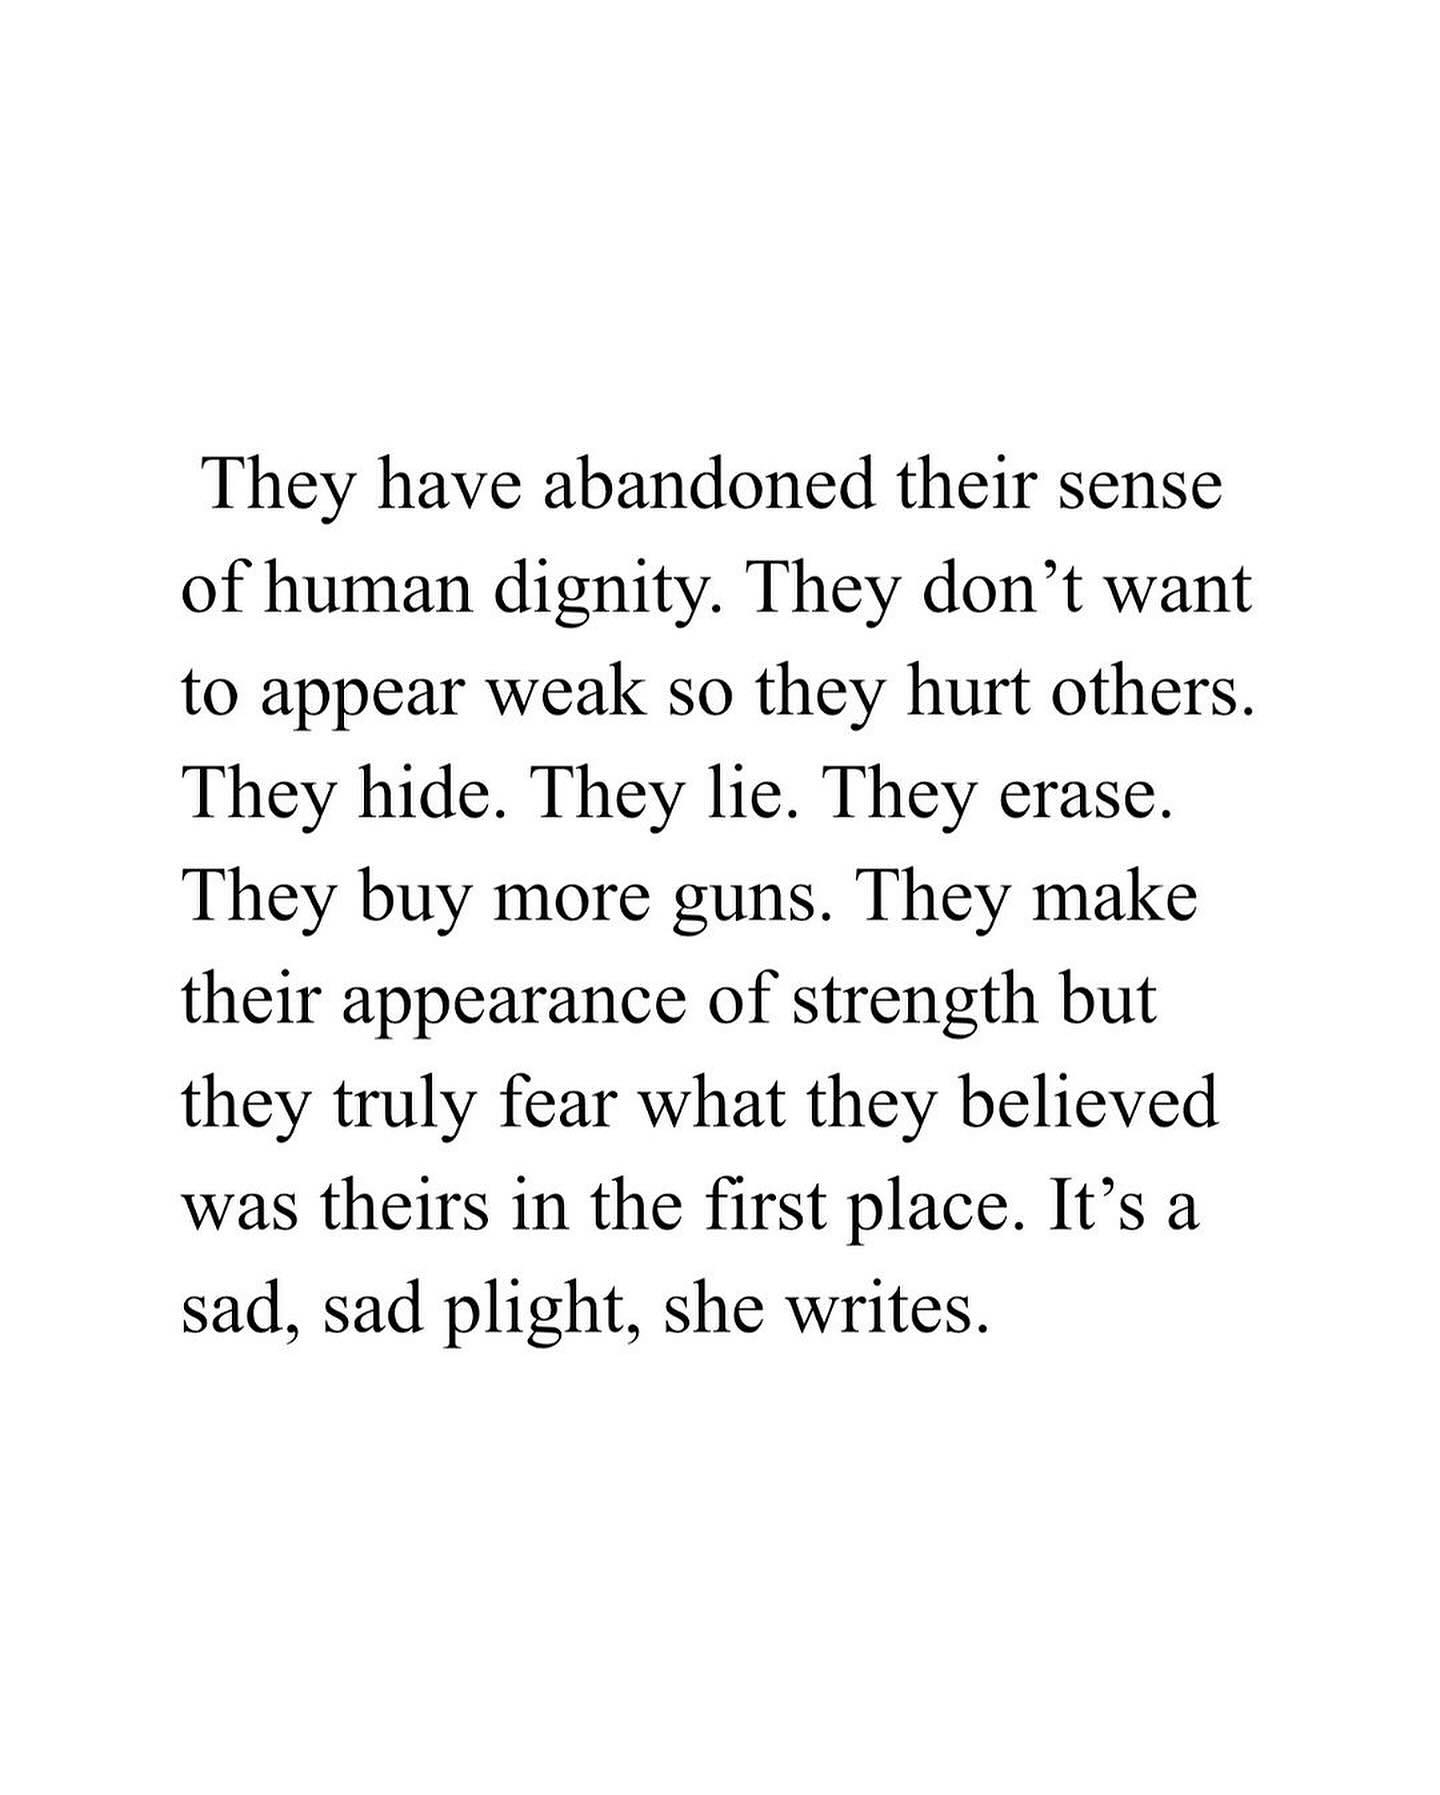 They have abandoned their sense
of human dignity. They don’t want
to appear weak so they hurt others.
They hide. They lie. They erase.
They buy more guns. They make
their appearance of strength but
they truly fear what they believed
was theirs in the first place. It’s a
sad, sad plight, she writes.